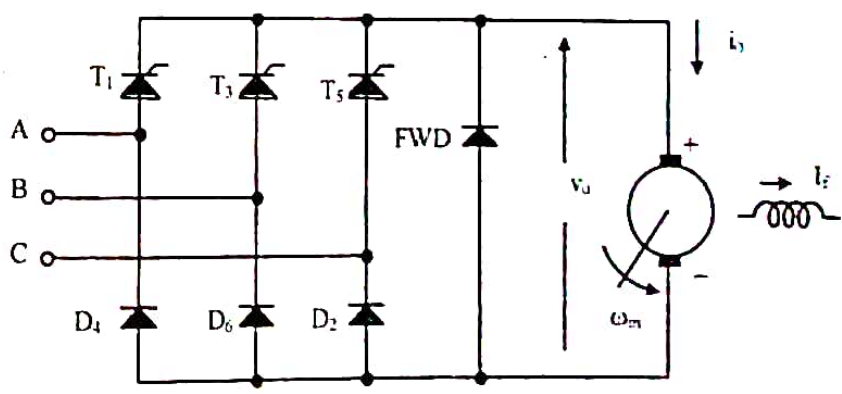 T₁
T₃
T₅
A
B
C
FWD
+
−
D₄
D₆
D₂
ωₘ